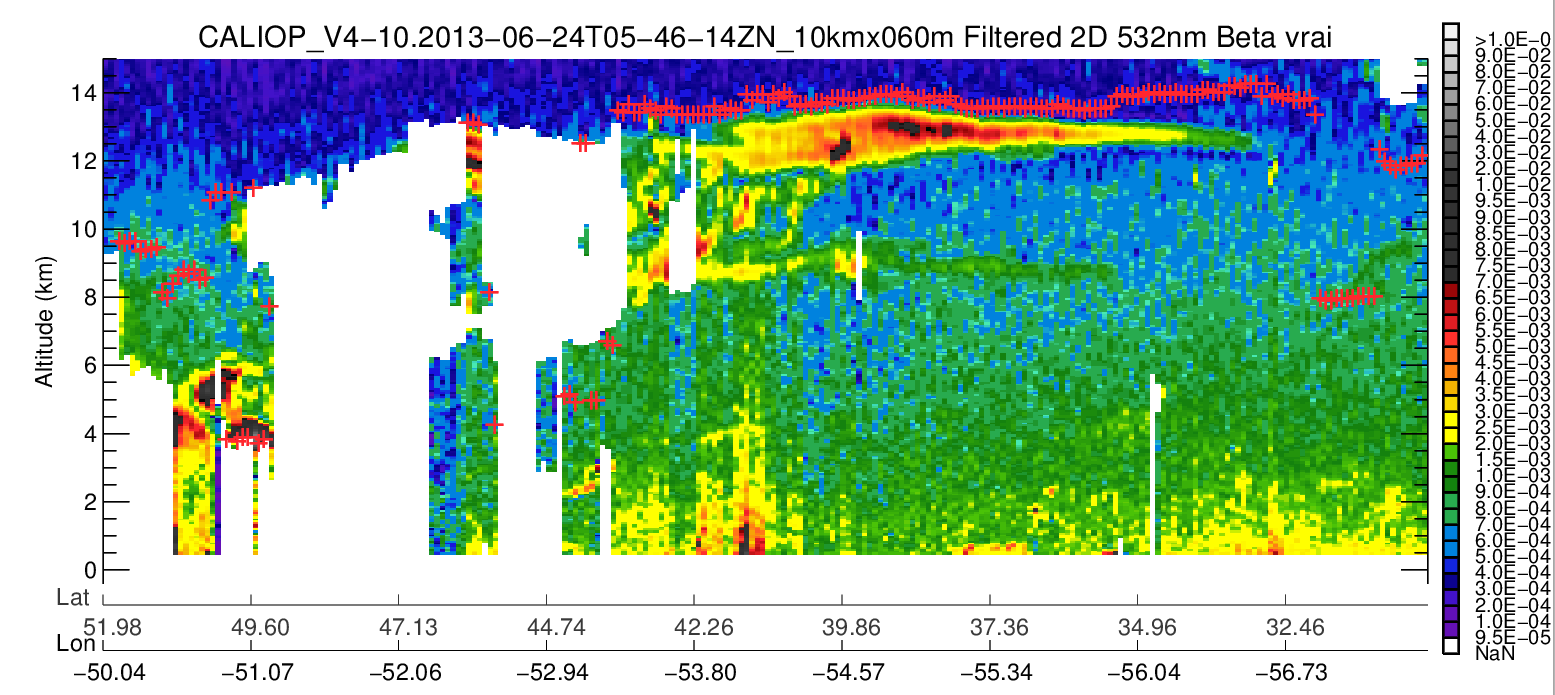 CALIOP_V4−10.2013−06−24T05−46−14ZN_10kmx060m Filtered 2D 532nm Beta vrai
Altitude (km)
14
12
10
8
6
4
2
0
Lat
51.98 49.60 47.13 44.74 42.26 39.86 37.36 34.96 32.46
Lon
−50.04 −51.07 −52.06 −52.94 −53.80 −54.57 −55.34 −56.04 −56.73
>1.0E−0
9.0E−02
8.0E−02
7.0E−02
6.0E−02
5.0E−02
4.0E−02
3.0E−02
2.0E−02
1.0E−02
9.5E−03
9.0E−03
8.5E−03
8.0E−03
7.5E−03
7.0E−03
6.5E−03
6.0E−03
5.5E−03
5.0E−03
4.5E−03
4.0E−03
3.5E−03
3.0E−03
2.5E−03
2.0E−03
1.5E−03
1.0E−03
9.0E−04
8.0E−04
7.0E−04
6.0E−04
5.0E−04
4.0E−04
3.0E−04
2.0E−04
1.0E−04
9.5E−05
NaN